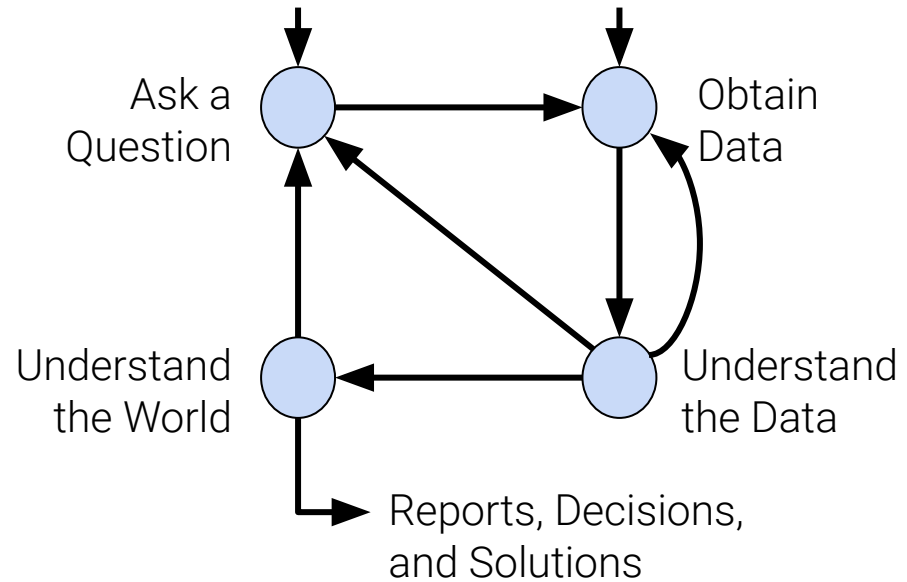 Ask a
Question
Obtain
Data
Understand
the World
Understand
the Data
Reports, Decisions,
and Solutions